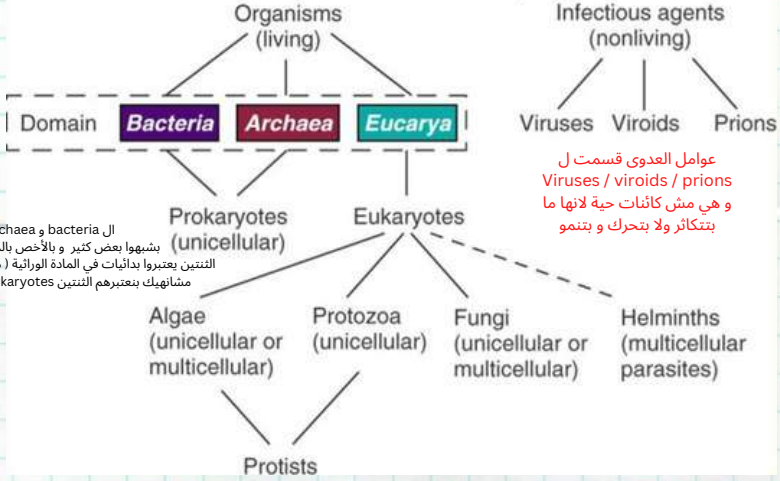 Organisms
(living)
Infectious agents
(nonliving)
Domain Bacteria Archaea Eucarya
Viruses Viroids Prions
عوامل العدوى قسمت ل
Viruses / viroids / prions
و هي مش كائنات حية لانها ما
بتتكاثر ولا بتحرك و بتنمو
Prokaryotes
(unicellular)
Eukaryotes
ال bacteria و chaea
بشبهوا بعض كثير و بالأخص بال
الثنتين يعتبروا بدائيات في المادة الوراثية (
مشانهيك بنعتبرهم الثنتين karyotes
Algae
(unicellular or
multicellular)
Protozoa
(unicellular)
Fungi
(unicellular or
multicellular)
Helminths
(multicellular
parasites)
Protists